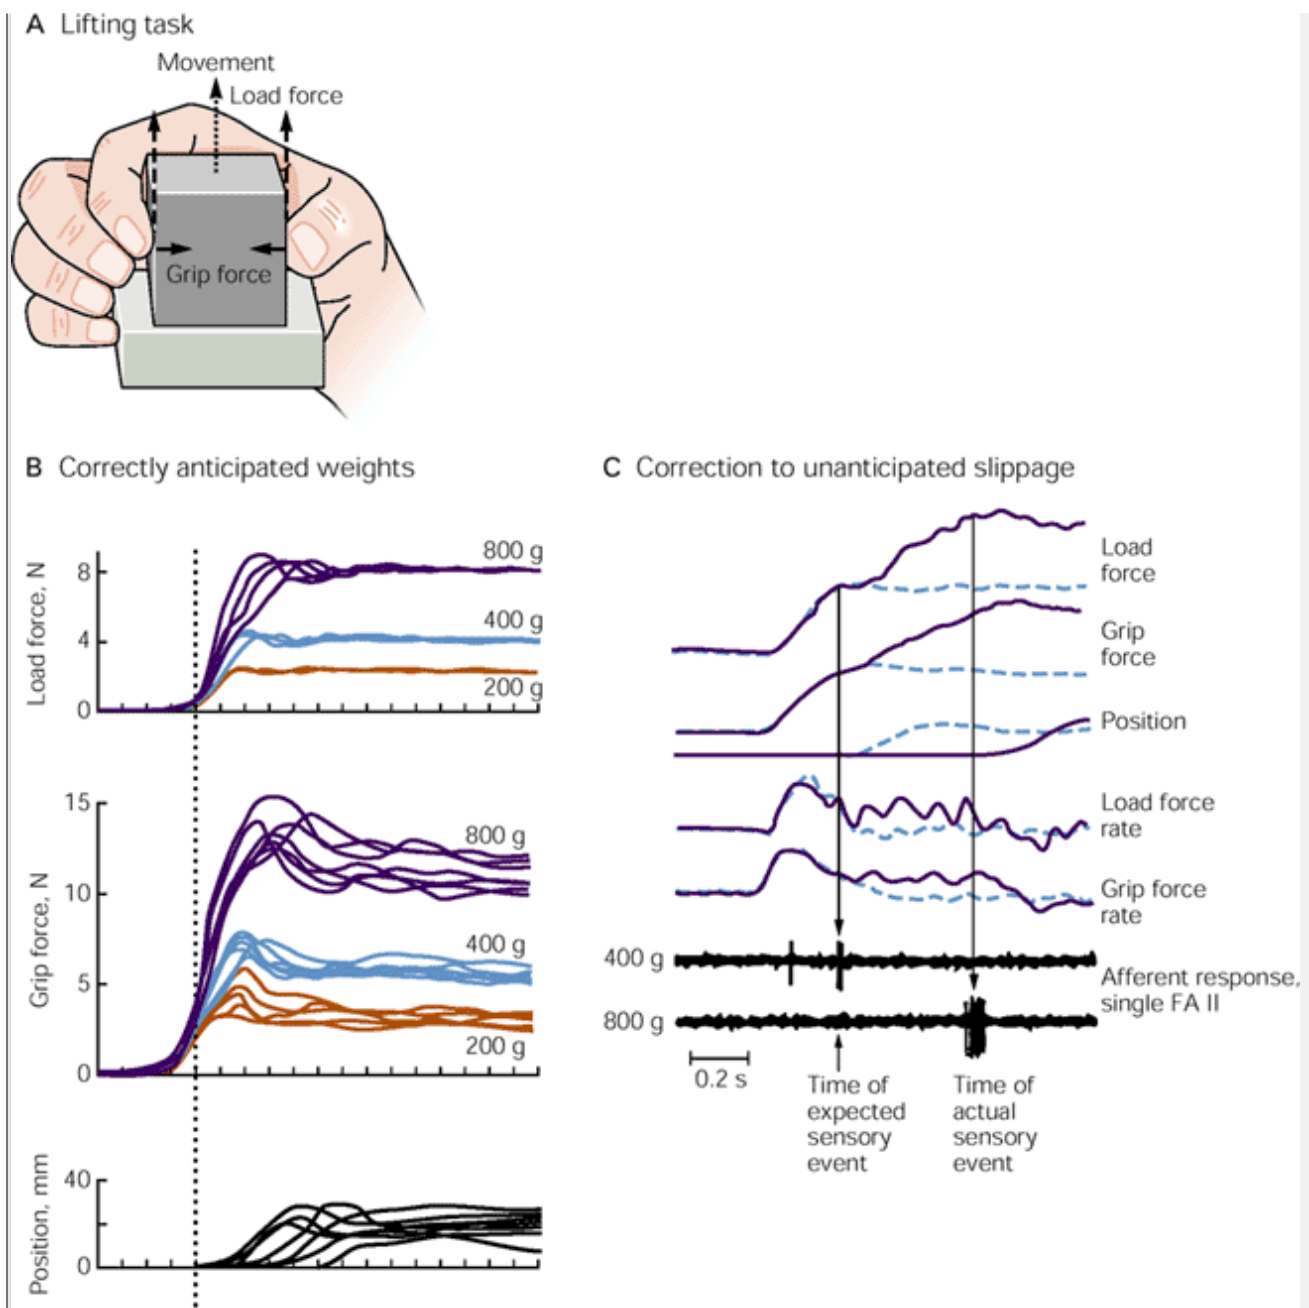 A Lifting task
Movement
Load force
Grip force
B Correctly anticipated weights
Load force, N
8
4
0
800 g
400 g
200 g
Grip force, N
15
10
5
0
800 g
400 g
200 g
Position, mm
40
0
C Correction to unanticipated slippage
Load
force
Grip
force
Position
Load force
rate
Grip force
rate
400 g
800 g
Afferent response,
single FA II
0.2 s
Time of
expected
sensory
event
Time of
actual
sensory
event